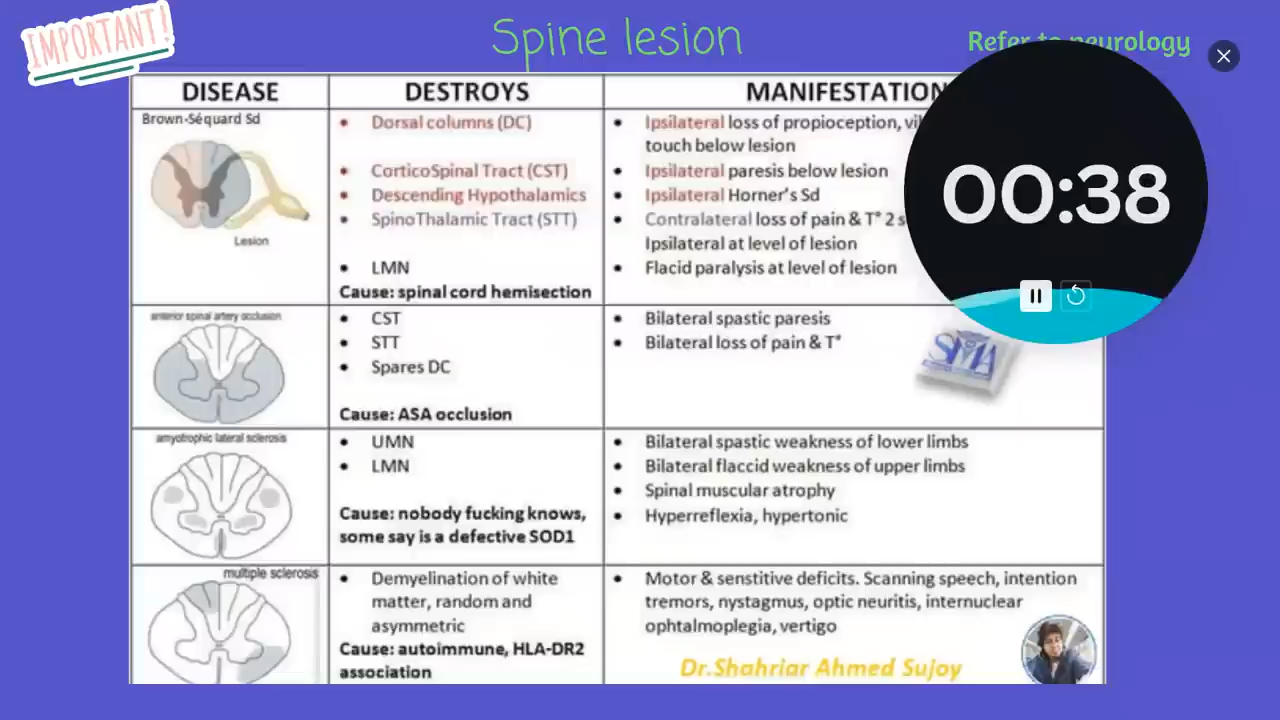 IMPORTANT!
Spine lesion
Refer to neurology
DISEASE
DESTROYS
MANIFESTATION
Brown-Séquard Sd
Lesion
• Dorsal columns (DC)
• CorticoSpinal Tract (CST)
• Descending Hypothalamics
• SpinoThalamic Tract (STT)
• LMN
Cause: spinal cord hemisection
• Ipsilateral loss of propioception,
touch below lesion
• Ipsilateral paresis below lesion
• Ipsilateral Horner's Sd
• Contralateral loss of pain & T° 2
Ipsilateral at level of lesion
• Flacid paralysis at level of lesion
00:38
anterior spinal artery occlusion
• CST
• STT
• Spares DC
Cause: ASA occlusion
• Bilateral spastic paresis
• Bilateral loss of pain & T°
SMA
amyotrophic lateral sclerosis
• UMN
• LMN
Cause: nobody fucking knows,
some say is a defective SOD1
• Bilateral spastic weakness of lower limbs
• Bilateral flaccid weakness of upper limbs
• Spinal muscular atrophy
• Hyperreflexia, hypertonic
multiple sclerosis
• Demyelination of white
matter, random and
asymmetric
Cause: autoimmune, HLA-DR2
association
• Motor & senstitive deficits. Scanning speech, intention
tremors, nystagmus, optic neuritis, internuclear
ophtalmoplegia, vertigo
Dr.Shahriar Ahmed Sujoy